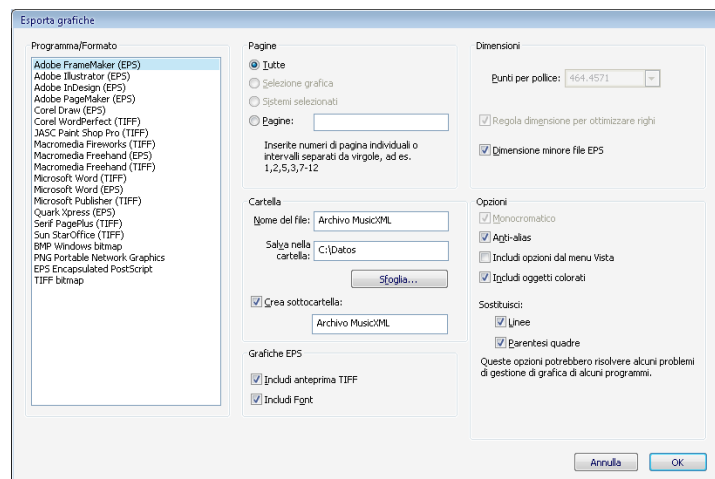 Esporta grafiche
Programma/Formato
Adobe FrameMaker (EPS)
Adobe Illustrator (EPS)
Adobe InDesign (EPS)
Adobe PageMaker (EPS)
Corel Draw (EPS)
Corel WordPerfect (TIFF)
JASC Paint Shop Pro (TIFF)
Macromedia Fireworks (TIFF)
Macromedia Freehand (EPS)
Macromedia Freehand (TIFF)
Microsoft Word (TIFF)
Microsoft Word (EPS)
Microsoft Publisher (TIFF)
Quark Xpress (EPS)
Serif PagePlus (TIFF)
Sun StarOffice (TIFF)
BMP Windows bitmap
PNG Portable Network Graphics
EPS Encapsulated PostScript
TIFF bitmap
Pagine
Tutte
Selezione grafica
Sistemi selezionati
Pagine:
Inserite numeri di pagina individuali o
intervalli separati da virgole, ad es.
1,2,5,3,7-12
Cartella
Nome del file: Archivo MusicXML
Salva nella
cartella: C:\Datos
Sfoglia...
Crea sottocartella:
Archivo MusicXML
Grafiche EPS
Includi anteprima TIFF
Includi Font
Dimensioni
Punti per pollice: 464.4571
Regola dimensione per ottimizzare righi
Dimensione minore file EPS
Opzioni
Monocromatico
Anti-alias
Includi opzioni dal menu Vista
Includi oggetti colorati
Sostituisci:
Linee
Parentesi quadre
Queste opzioni potrebbero risolvere alcuni problemi
di gestione di grafica di alcuni programmi.
Annulla
OK